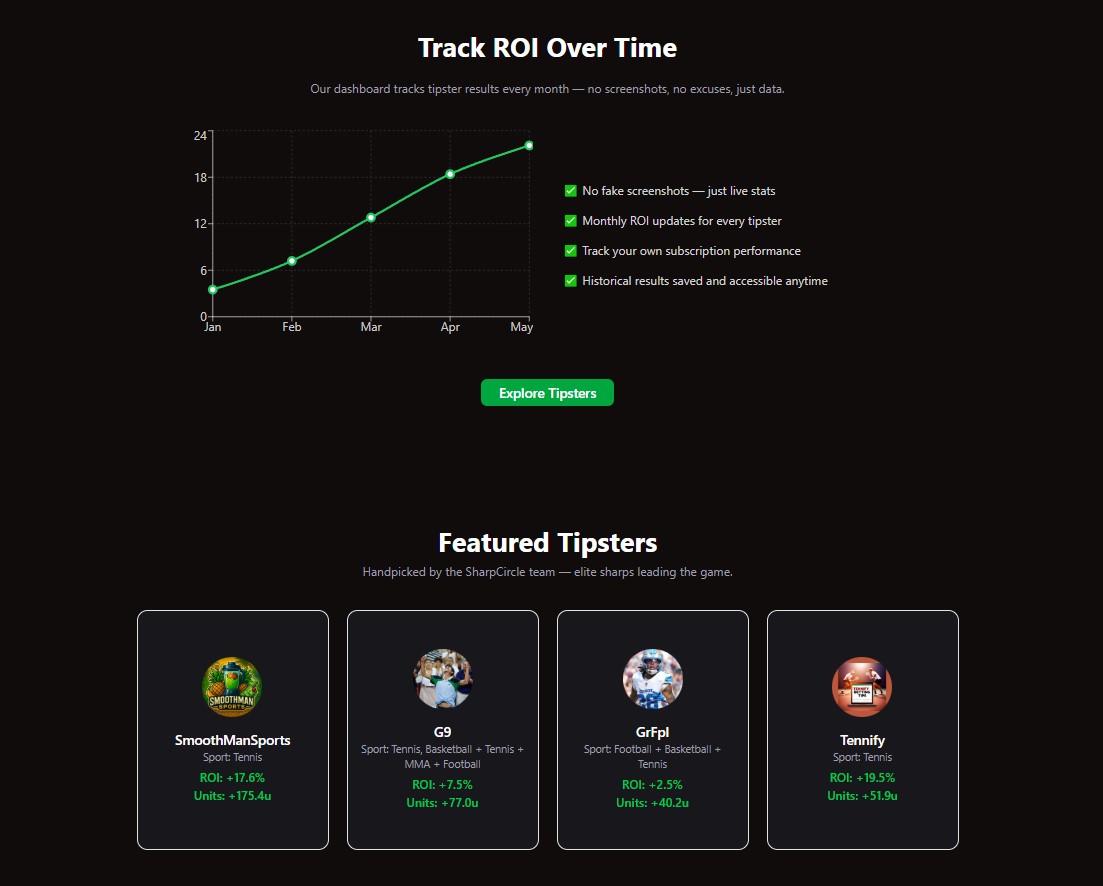 Track ROI Over Time
Our dashboard tracks tipster results every month — no screenshots, no excuses, just data.
24
18
12
6
0
Jan Feb Mar Apr May
✅ No fake screenshots — just live stats
✅ Monthly ROI updates for every tipster
✅ Track your own subscription performance
✅ Historical results saved and accessible anytime
Explore Tipsters
Featured Tipsters
Handpicked by the SharpCircle team — elite sharps leading the game.
SMOOTHMAN
SPORTS
SmoothManSports
Sport: Tennis
ROI: +17.6%
Units: +175.4u
G9
Sport: Tennis, Basketball + Tennis +
MMA + Football
ROI: +7.5%
Units: +77.0u
GrFpl
Sport: Football + Basketball +
Tennis
ROI: +2.5%
Units: +40.2u
TENNIFY
BETTING
TIPS
Tennify
Sport: Tennis
ROI: +19.5%
Units: +51.9u